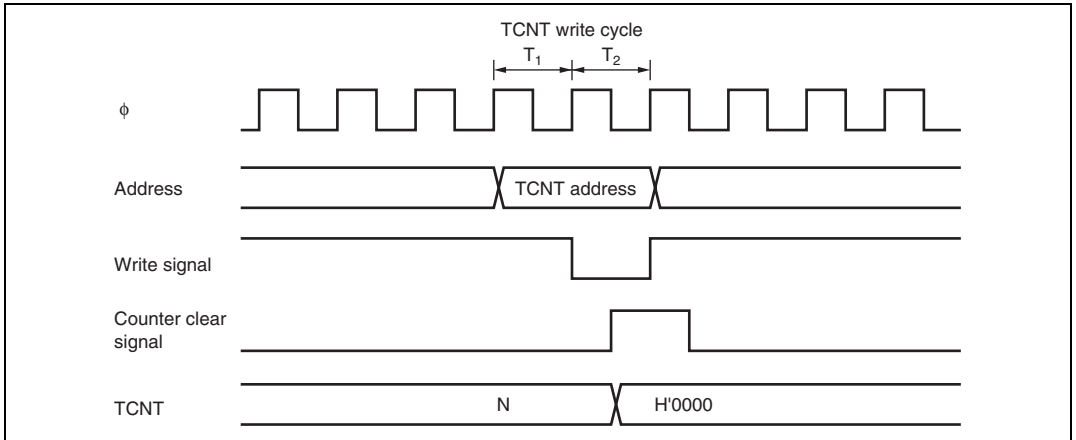 TCNT write cycle
T1 T2
ϕ
Address
TCNT address
Write signal
Counter clear
signal
TCNT
N
H'0000